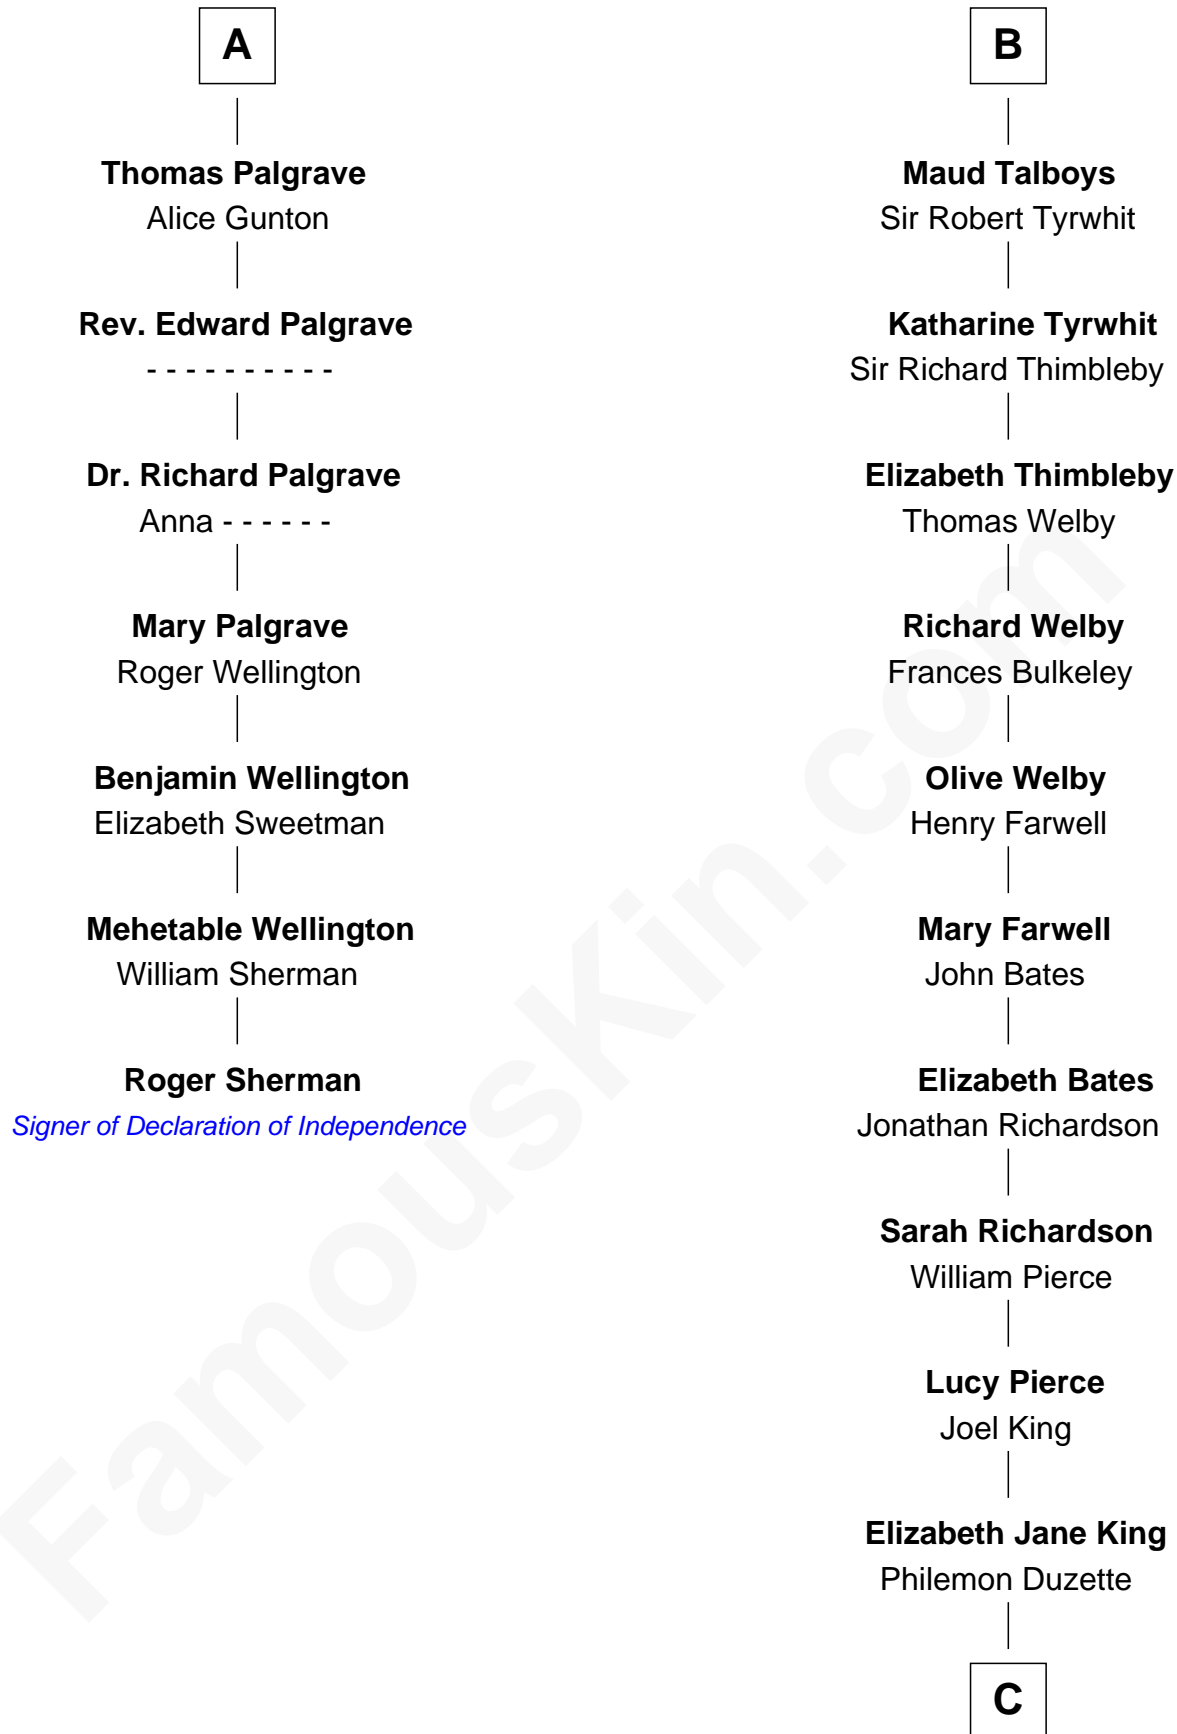 A
Thomas Palgrave
Alice Gunton
Rev. Edward Palgrave
- - - - - - - - - -
Dr. Richard Palgrave
Anna - - - - - -
Mary Palgrave
Roger Wellington
Benjamin Wellington
Elizabeth Sweetman
Mehetable Wellington
William Sherman
Roger Sherman
Signer of Declaration of Independence
B
Maud Talboys
Sir Robert Tyrwhit
Katharine Tyrwhit
Sir Richard Thimbleby
Elizabeth Thimbleby
Thomas Welby
Richard Welby
Frances Bulkeley
Olive Welby
Henry Farwell
Mary Farwell
John Bates
Elizabeth Bates
Jonathan Richardson
Sarah Richardson
William Pierce
Lucy Pierce
Joel King
Elizabeth Jane King
Philemon Duzette
C
FamousKin.com